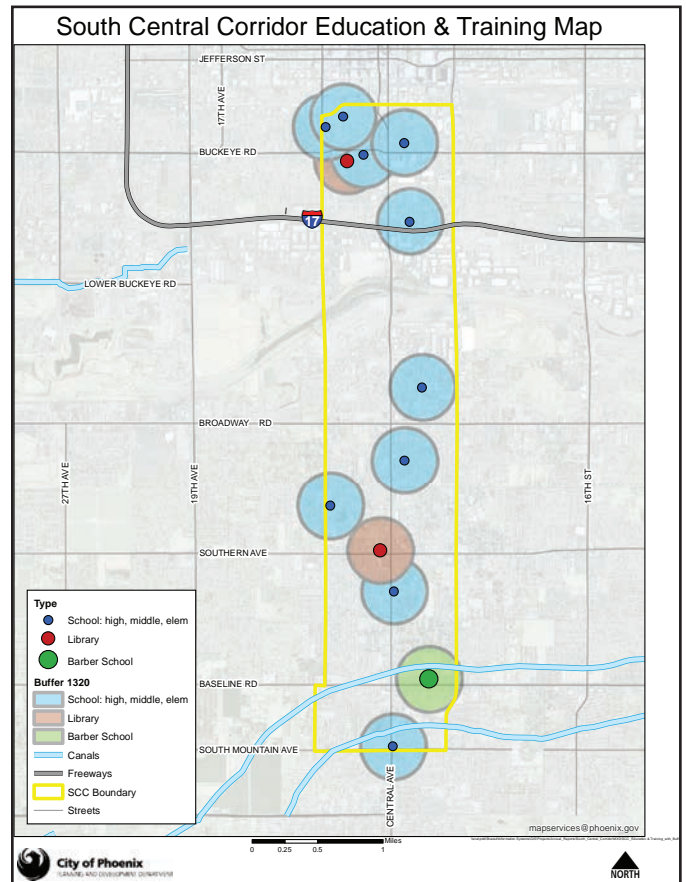 South Central Corridor Education & Training Map
JEFFERSON ST
17TH AVE
BUCKEYE RD
17
LOWER BUCKEYE RD
BROADWAY RD
27TH AVE
19TH AVE
16TH ST
SOUTHERN AVE
Type
School: high, middle, elem
Library
Barber School
Buffer 1320
School: high, middle, elem
Library
Barber School
Canals
Freeways
SCC Boundary
Streets
BASELINE RD
SOUTH MOUNTAIN AVE
CENTRAL AVE
mapservices@phoenix.gov
Miles
0 0.25 0.5 1
City of Phoenix
PLANNING AND DEVELOPMENT DEPARTMENT
NORTH